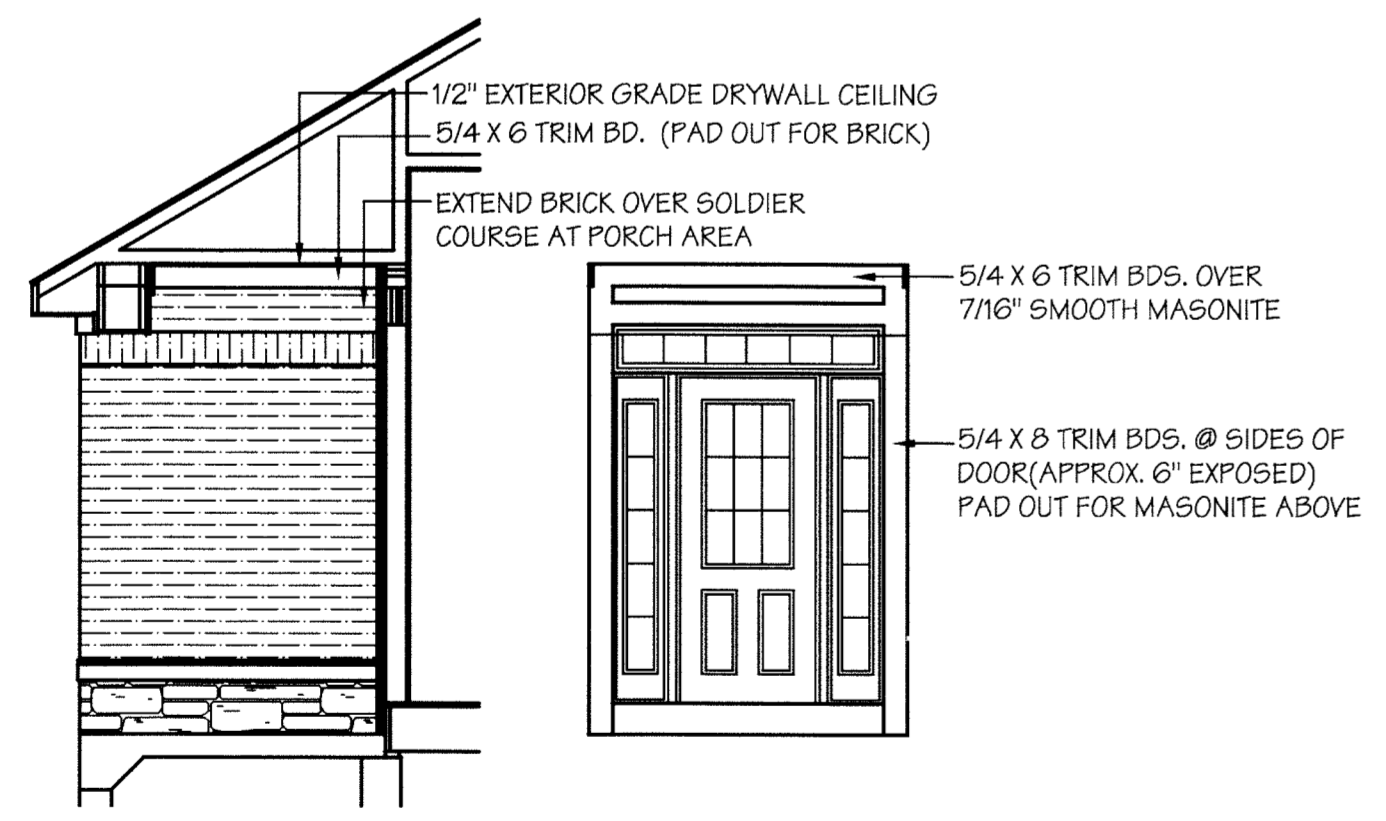 1/2" EXTERIOR GRADE DRYWALL CEILING
5/4 X 6 TRIM BD. (PAD OUT FOR BRICK)
EXTEND BRICK OVER SOLDIER
COURSE AT PORCH AREA
5/4 X 6 TRIM BDS. OVER
7/16" SMOOTH MASONITE
5/4 X 8 TRIM BDS. @ SIDES OF
DOOR(APPROX. 6" EXPOSED)
PAD OUT FOR MASONITE ABOVE